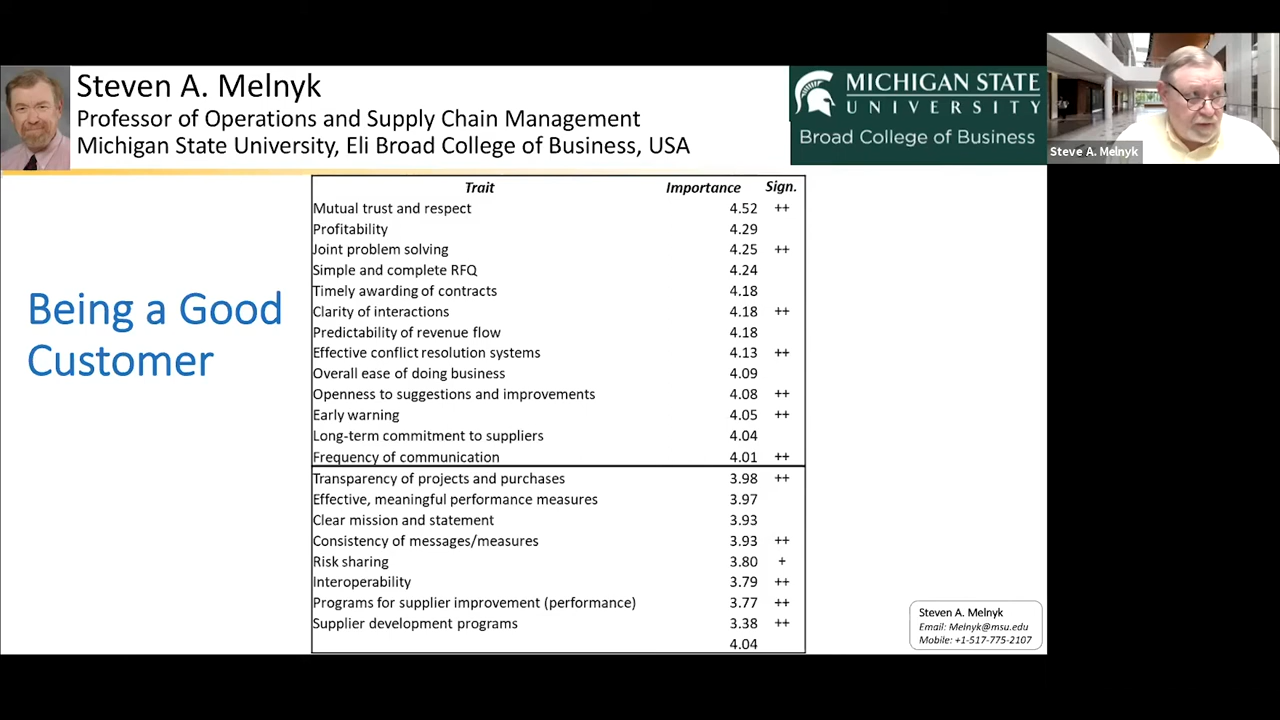 Steven A. Melnyk
Professor of Operations and Supply Chain Management
Michigan State University, Eli Broad College of Business, USA
MICHIGAN STATE
UNIVERSITY
Broad College of Business
Steve A. Melnyk
Being a Good
Customer
Trait Importance Sign.
Mutual trust and respect 4.52 ++
Profitability 4.29
Joint problem solving 4.25 ++
Simple and complete RFQ 4.24
Timely awarding of contracts 4.18
Clarity of interactions 4.18 ++
Predictability of revenue flow 4.18
Effective conflict resolution systems 4.13 ++
Overall ease of doing business 4.09
Openness to suggestions and improvements 4.08 ++
Early warning 4.05 ++
Long-term commitment to suppliers 4.04
Frequency of communication 4.01 ++
Transparency of projects and purchases 3.98 ++
Effective, meaningful performance measures 3.97
Clear mission and statement 3.93
Consistency of messages/measures 3.93 ++
Risk sharing 3.80 +
Interoperability 3.79 ++
Programs for supplier improvement (performance) 3.77 ++
Supplier development programs 3.38 ++
4.04
Steven A. Melnyk
Email: Melnyk@msu.edu
Mobile: +1-517-775-2107